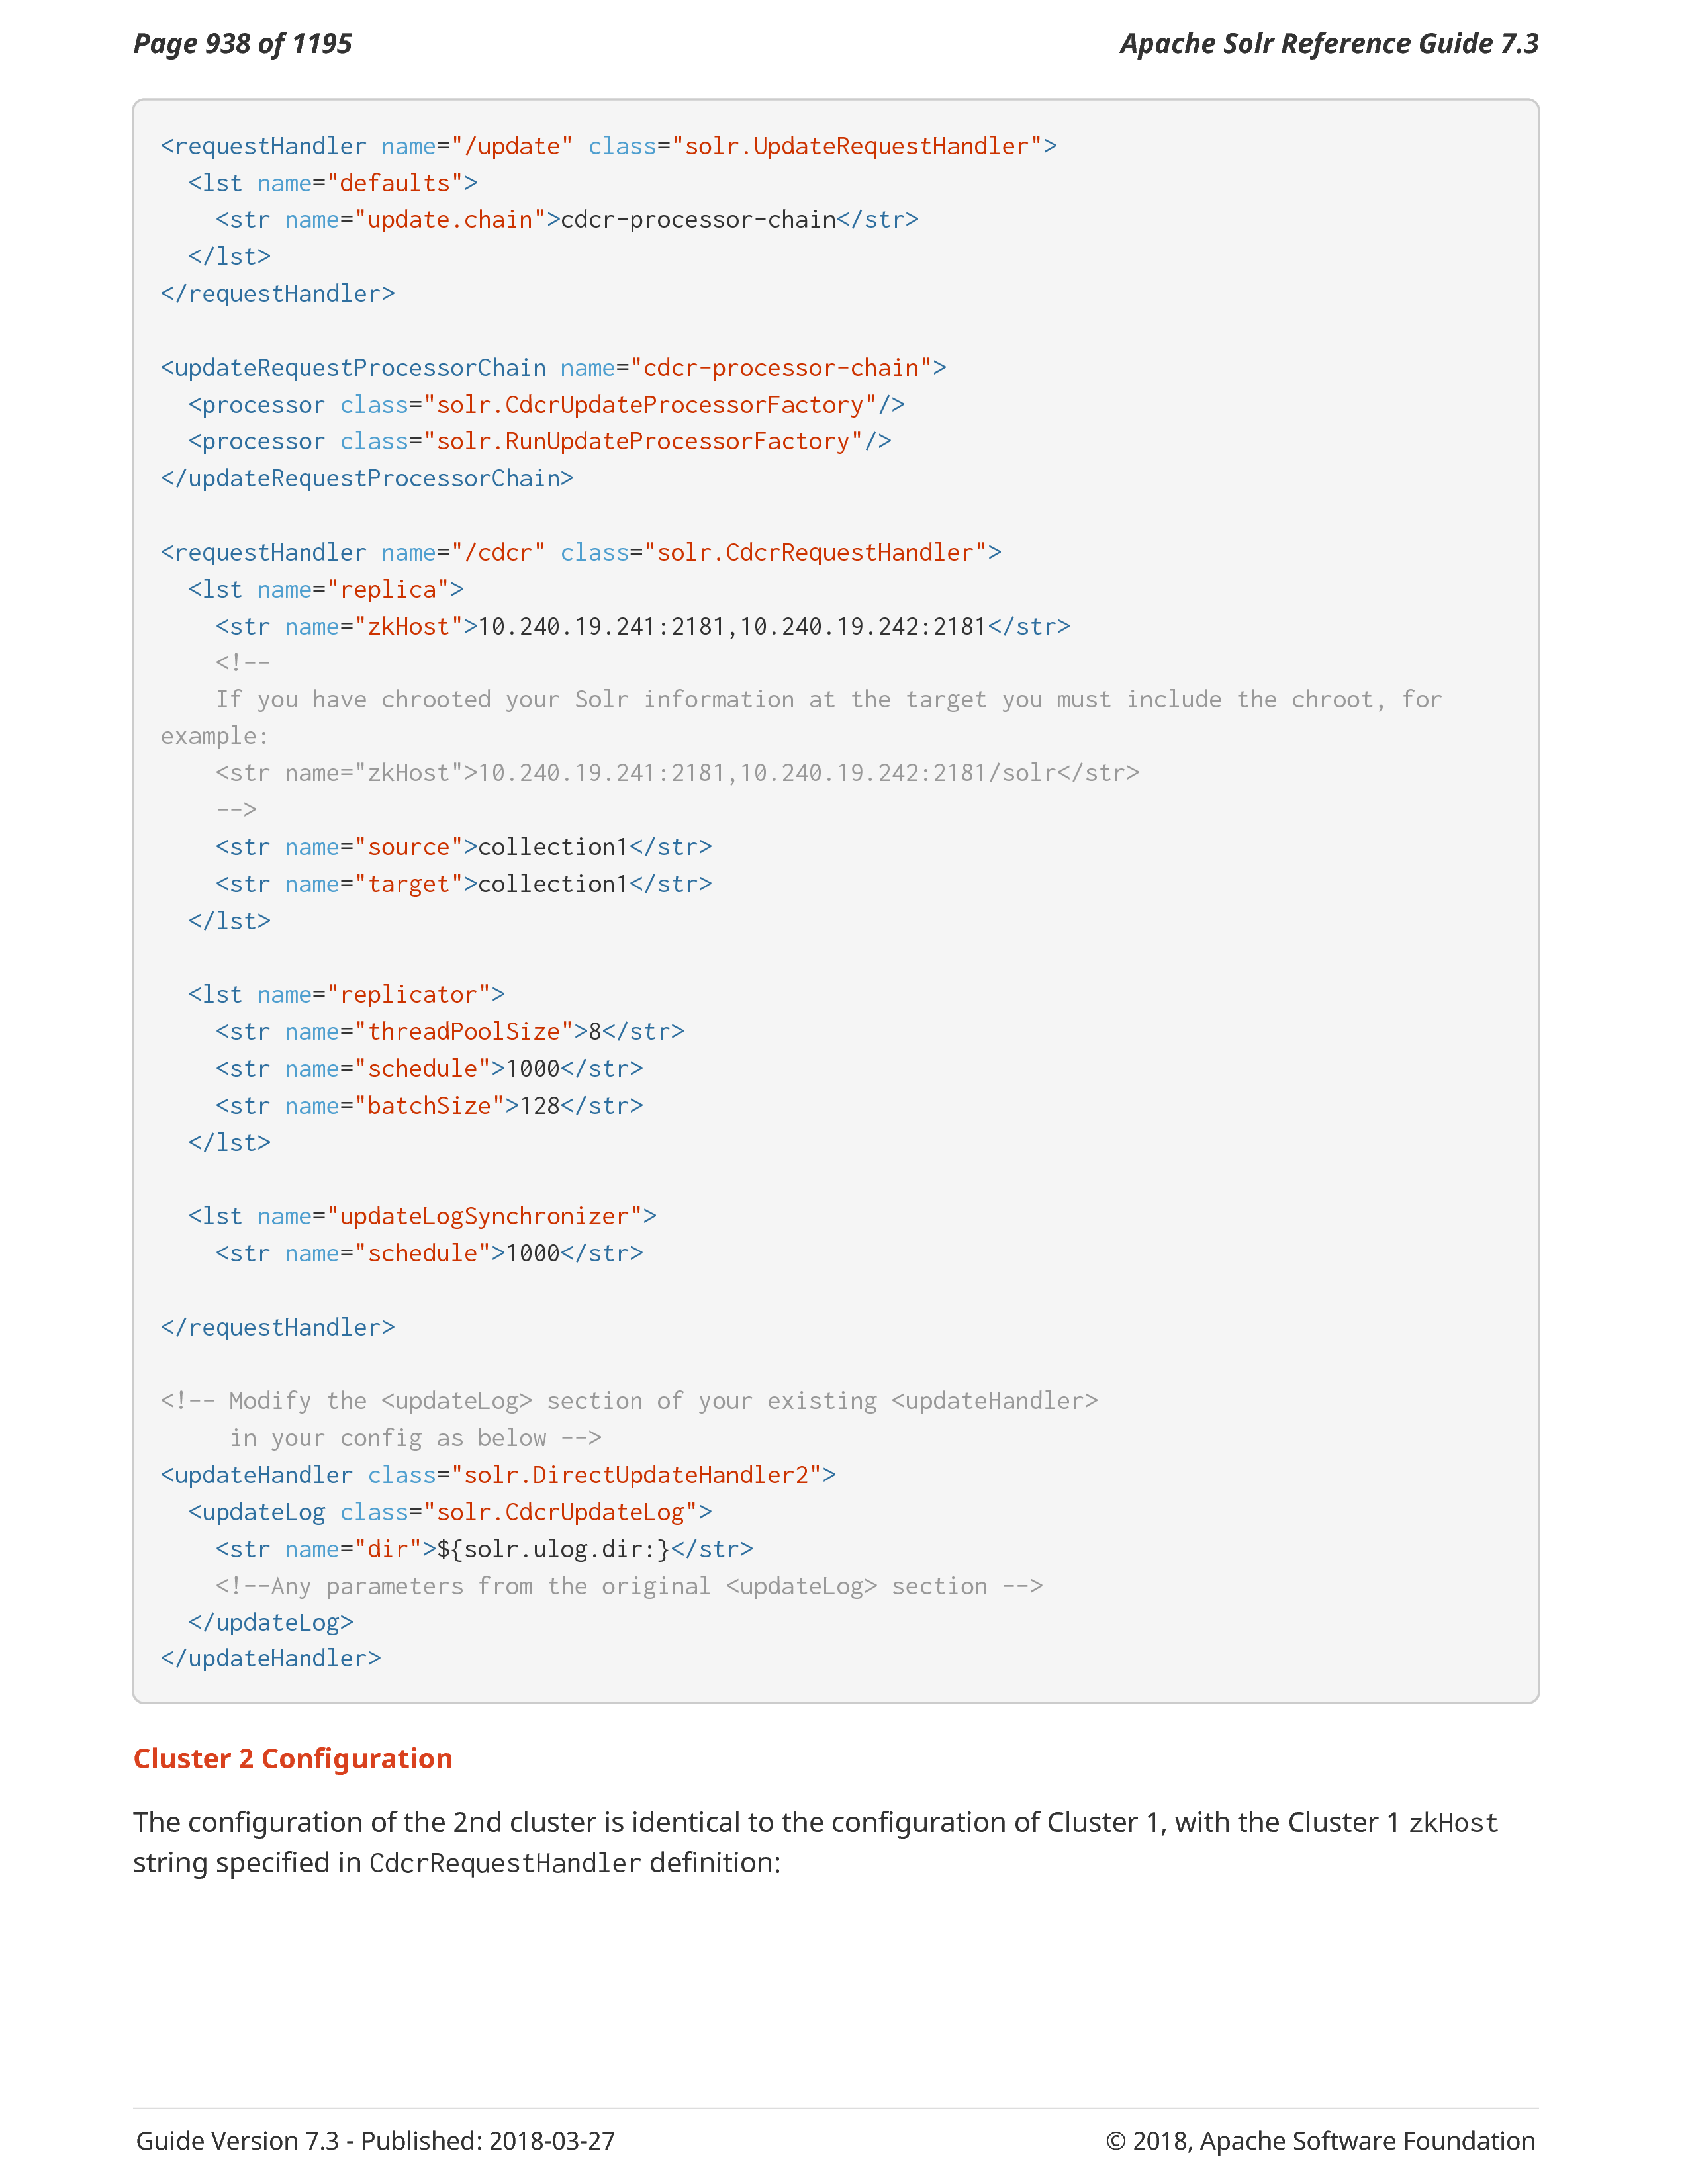 Page 938 of 1195
Apache Solr Reference Guide 7.3
<requestHandler name="/update" class="solr.UpdateRequestHandler">
  <lst name="defaults">
    <str name="update.chain">cdcr-processor-chain</str>
  </lst>
</requestHandler>

<updateRequestProcessorChain name="cdcr-processor-chain">
  <processor class="solr.CdcrUpdateProcessorFactory"/>
  <processor class="solr.RunUpdateProcessorFactory"/>
</updateRequestProcessorChain>

<requestHandler name="/cdcr" class="solr.CdcrRequestHandler">
  <lst name="replica">
    <str name="zkHost">10.240.19.241:2181,10.240.19.242:2181</str>
    <!--
    If you have chrooted your Solr information at the target you must include the chroot, for
example:
    <str name="zkHost">10.240.19.241:2181,10.240.19.242:2181/solr</str>
    -->
    <str name="source">collection1</str>
    <str name="target">collection1</str>
  </lst>

  <lst name="replicator">
    <str name="threadPoolSize">8</str>
    <str name="schedule">1000</str>
    <str name="batchSize">128</str>
  </lst>

  <lst name="updateLogSynchronizer">
    <str name="schedule">1000</str>

</requestHandler>

<!-- Modify the <updateLog> section of your existing <updateHandler>
     in your config as below -->
<updateHandler class="solr.DirectUpdateHandler2">
  <updateLog class="solr.CdcrUpdateLog">
    <str name="dir">${solr.ulog.dir:}</str>
    <!--Any parameters from the original <updateLog> section -->
  </updateLog>
</updateHandler>
Cluster 2 Configuration
The configuration of the 2nd cluster is identical to the configuration of Cluster 1, with the Cluster 1 zkHost
string specified in CdcrRequestHandler definition:
Guide Version 7.3 - Published: 2018-03-27
© 2018, Apache Software Foundation